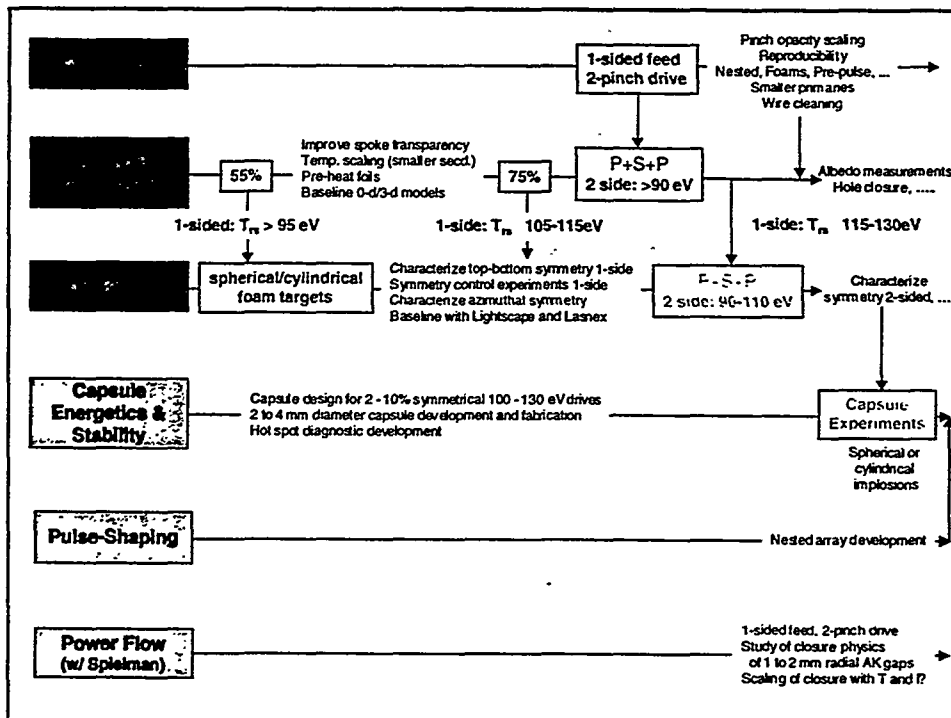 1-sided feed
2-pinch drive
Pinch opacity scaling
Reproducibility
Nested, Foams, Pre-pulse, ...
Smaller primaries
Wire cleaning
55%
Improve spoke transparency
Temp. scaling (smaller secd.)
Pre-heat foils
Baseline 0-d/3-d models
75%
P+S+P
2 side: >90 eV
Albedo measurements
Hole closure, .....
1-sided: Trs > 95 eV
1-side: Trs 105-115eV
1-side: Trs 115-130eV
spherical/cylindrical
foam targets
Characterize top-bottom symmetry 1-side
Symmetry control experiments 1-side
Characterize azimuthal symmetry
Baseline with Lightscape and Lasnex
P+S+P
2 side: 90-110 eV
Characterize
symmetry 2-sided, ....
Capsule
Energetics &
Stability
Capsule design for 2 - 10% symmetrical 100 - 130 eV drives
2 to 4 mm diameter capsule development and fabrication
Hot spot diagnostic development
Capsule
Experiments
Spherical or
cylindrical
implosions
Pulse-Shaping
Nested array development
Power Flow
(w/ Spielman)
1-sided feed, 2-pinch drive
Study of closure physics
of 1 to 2 mm radial AK gaps
Scaling of closure with T and I?